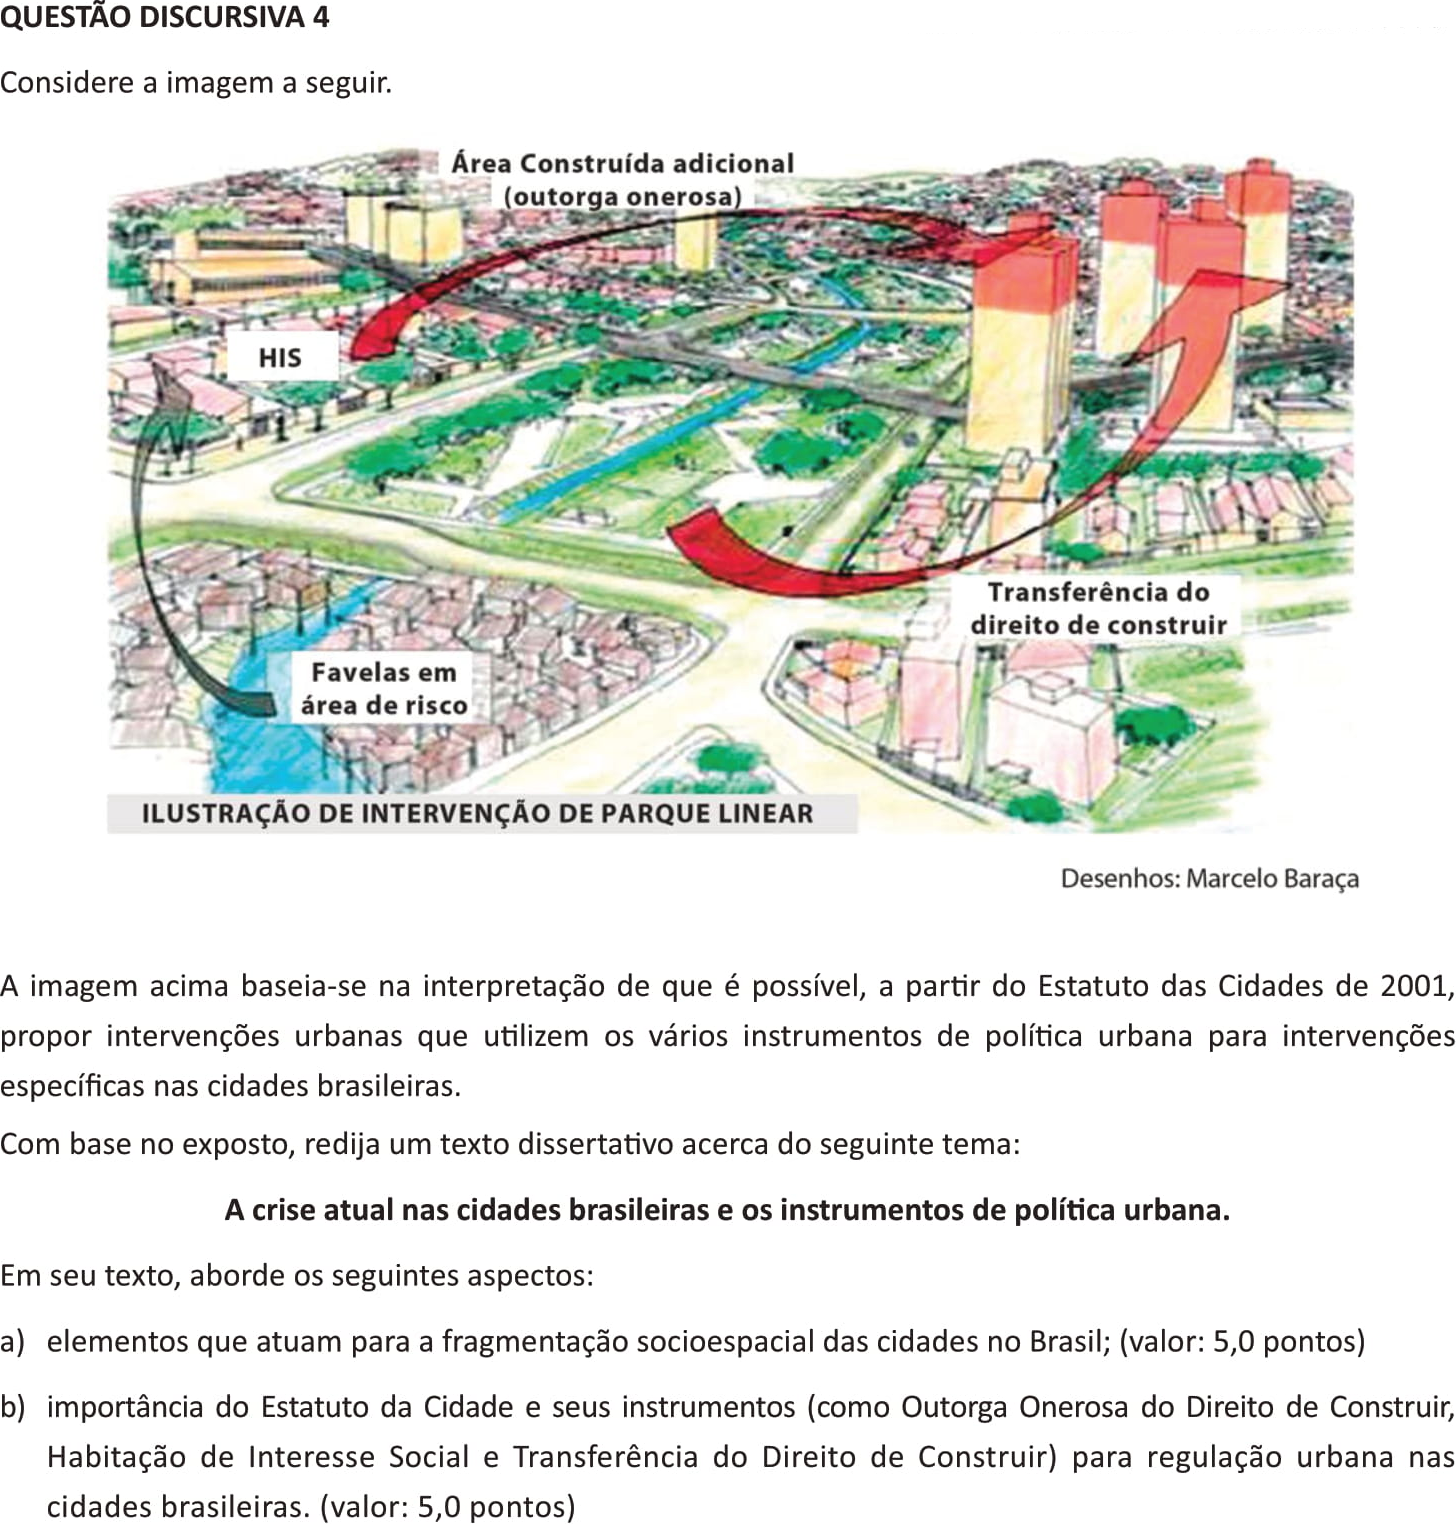 QUESTÃO DISCURSIVA 4
Considere a imagem a seguir.
Área Construída adicional
(outorga onerosa)
HIS
Transferência do
direito de construir
Favelas em
área de risco
ILUSTRAÇÃO DE INTERVENÇÃO DE PARQUE LINEAR
Desenhos: Marcelo Baraça
A imagem acima baseia-se na interpretação de que é possível, a partir do Estatuto das Cidades de 2001,
propor intervenções urbanas que utilizem os vários instrumentos de política urbana para intervenções
específicas nas cidades brasileiras.
Com base no exposto, redija um texto dissertativo acerca do seguinte tema:
A crise atual nas cidades brasileiras e os instrumentos de política urbana.
Em seu texto, aborde os seguintes aspectos:
a) elementos que atuam para a fragmentação socioespacial das cidades no Brasil; (valor: 5,0 pontos)
b) importância do Estatuto da Cidade e seus instrumentos (como Outorga Onerosa do Direito de Construir,
Habitação de Interesse Social e Transferência do Direito de Construir) para regulação urbana nas
cidades brasileiras. (valor: 5,0 pontos)